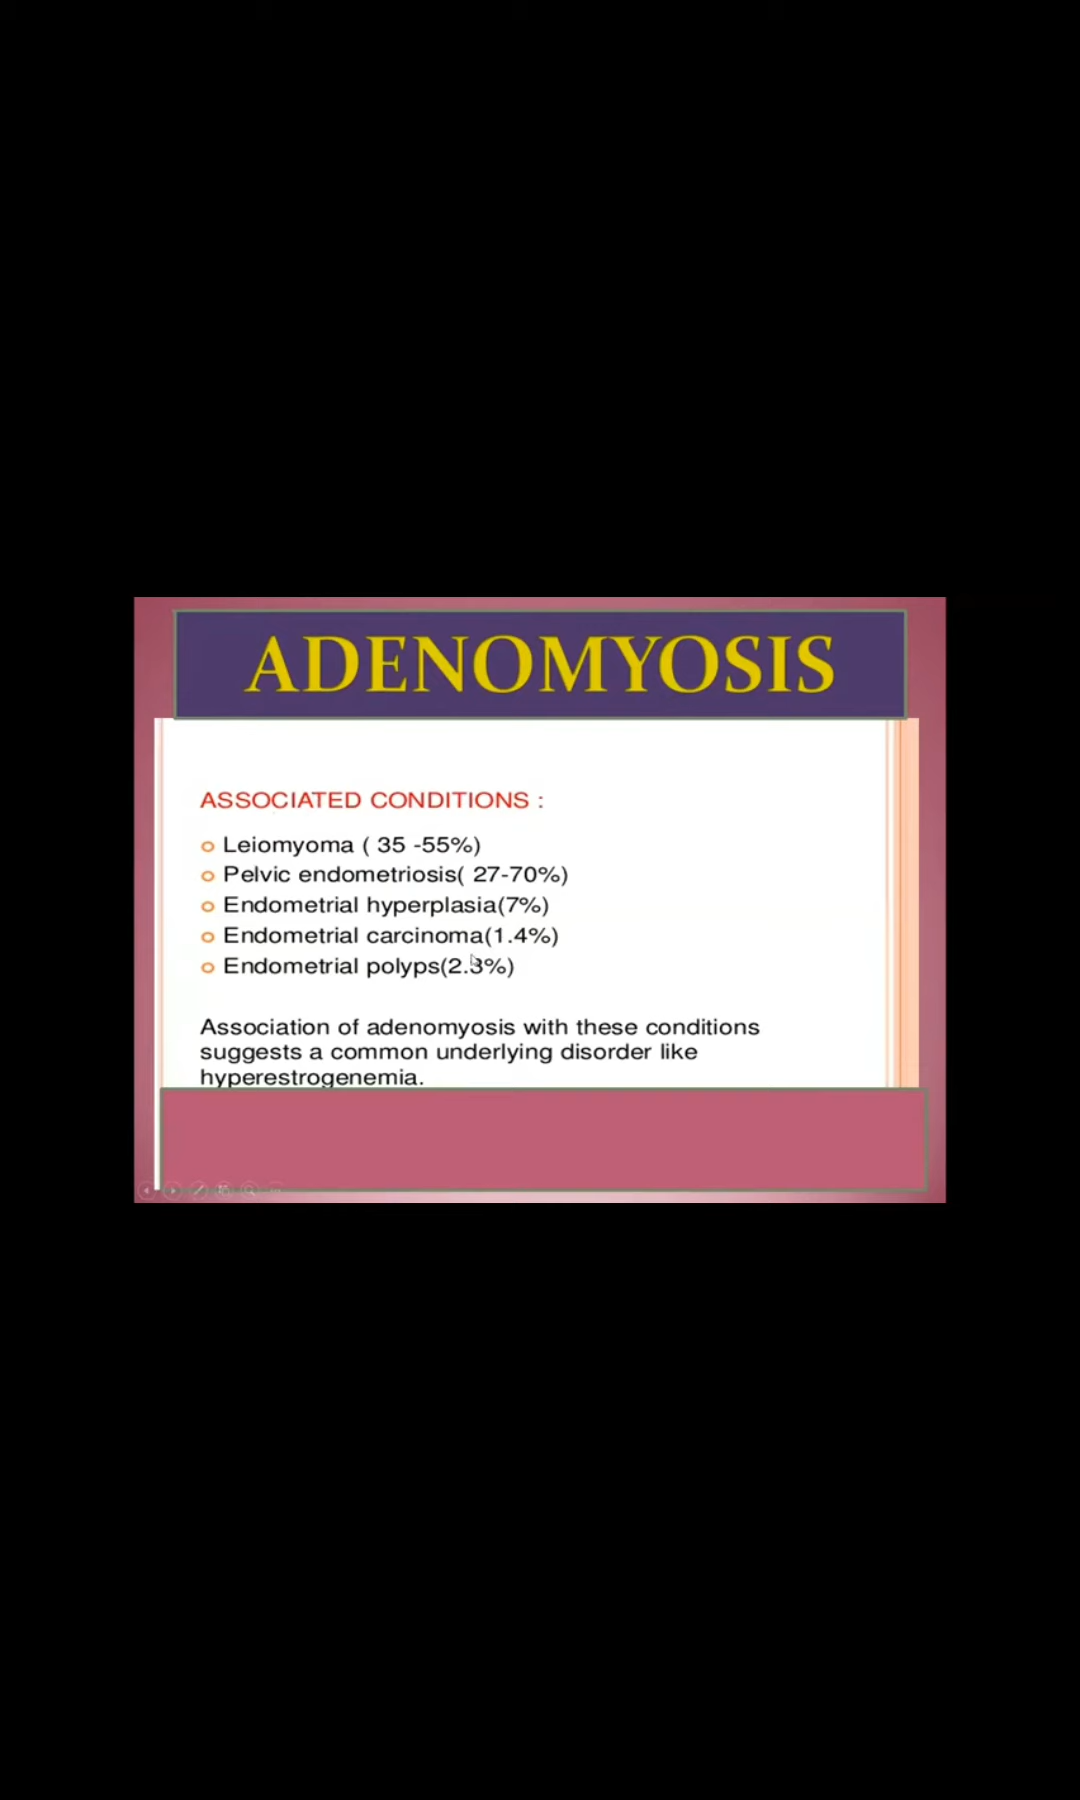 ADENOMYOSIS
ASSOCIATED CONDITIONS :
Leiomyoma ( 35 -55%)
Pelvic endometriosis( 27-70%)
Endometrial hyperplasia(7%)
Endometrial carcinoma(1.4%)
Endometrial polyps(2.3%)
Association of adenomyosis with these conditions
suggests a common underlying disorder like
hyperestrogenemia.